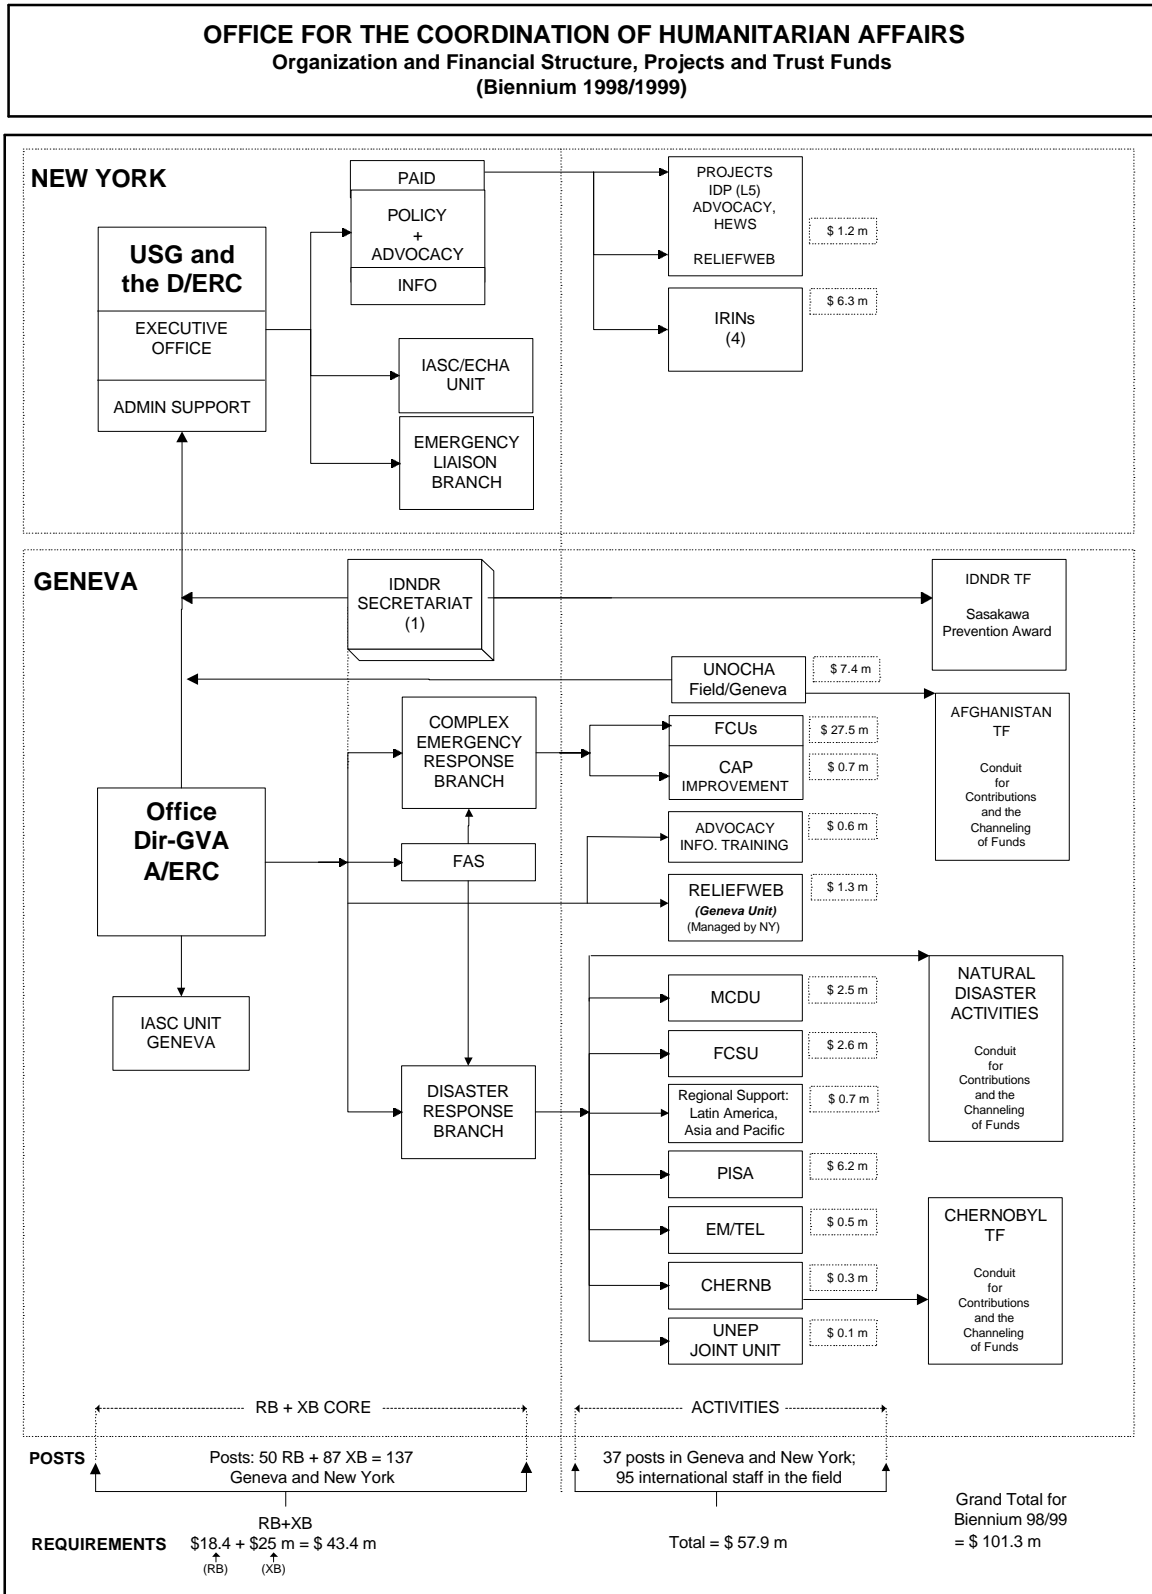 OFFICE FOR THE COORDINATION OF HUMANITARIAN AFFAIRS
Organization and Financial Structure, Projects and Trust Funds
(Biennium 1998/1999)
NEW YORK
USG and
the D/ERC
EXECUTIVE
OFFICE
ADMIN SUPPORT
PAID
POLICY
+
ADVOCACY
INFO
IASC/ECHA
UNIT
EMERGENCY
LIAISON
BRANCH
PROJECTS
IDP (L5)
ADVOCACY,
HEWS
RELIEFWEB
$ 1.2 m
IRINs
(4)
$ 6.3 m
GENEVA
IDNDR
SECRETARIAT
(1)
IDNDR TF
Sasakawa
Prevention Award
UNOCHA
Field/Geneva
$ 7.4 m
AFGHANISTAN
TF
Conduit
for
Contributions
and the
Channeling
of Funds
COMPLEX
EMERGENCY
RESPONSE
BRANCH
FCUs
$ 27.5 m
CAP
IMPROVEMENT
$ 0.7 m
Office
Dir-GVA
A/ERC
FAS
ADVOCACY
INFO. TRAINING
$ 0.6 m
RELIEFWEB
(Geneva Unit)
(Managed by NY)
$ 1.3 m
IASC UNIT
GENEVA
DISASTER
RESPONSE
BRANCH
MCDU
$ 2.5 m
FCSU
$ 2.6 m
Regional Support:
Latin America,
Asia and Pacific
$ 0.7 m
PISA
$ 6.2 m
EM/TEL
$ 0.5 m
CHERNB
$ 0.3 m
UNEP
JOINT UNIT
$ 0.1 m
NATURAL
DISASTER
ACTIVITIES
Conduit
for
Contributions
and the
Channeling
of Funds
CHERNOBYL
TF
Conduit
for
Contributions
and the
Channeling
of Funds
RB + XB CORE
ACTIVITIES
POSTS
Posts: 50 RB + 87 XB = 137
Geneva and New York
37 posts in Geneva and New York;
95 international staff in the field
Grand Total for
Biennium 98/99
= $ 101.3 m
RB+XB
REQUIREMENTS
$18.4 + $25 m = $ 43.4 m
(RB)
(XB)
Total = $ 57.9 m